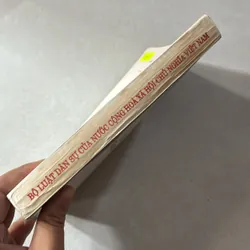 BỘ LUẬT DÂN SỰ CỦA NƯỚC CỘNG HOÀ XÃ HỘI CHỦ NGHĨA VIỆT NAM